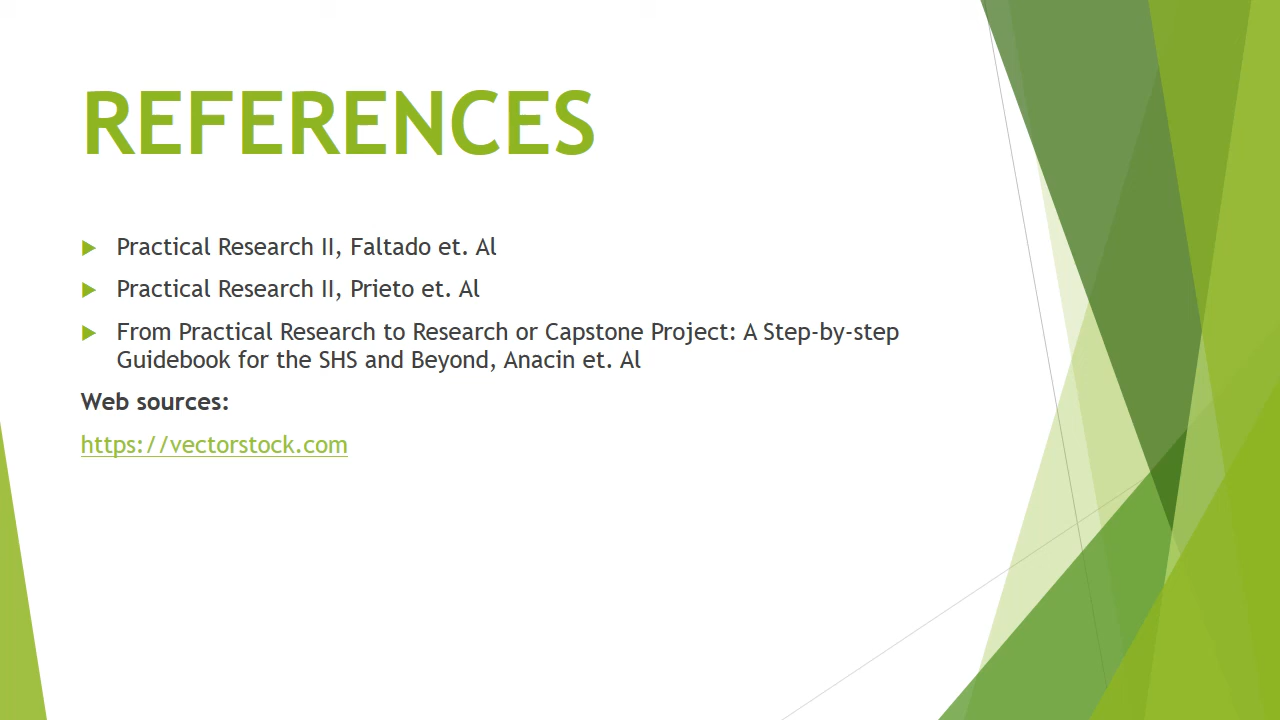 REFERENCES
Practical Research II, Faltado et. Al
Practical Research II, Prieto et. Al
From Practical Research to Research or Capstone Project: A Step-by-step
Guidebook for the SHS and Beyond, Anacin et. Al
Web sources:
https://vectorstock.com